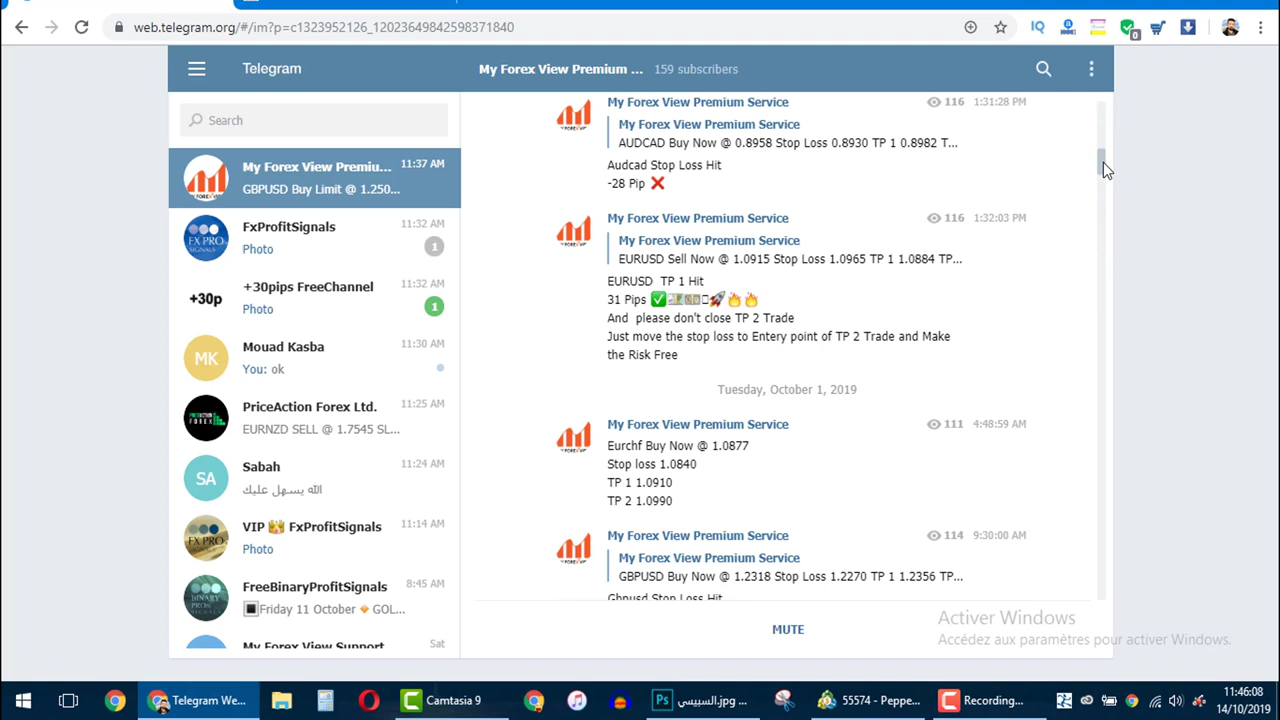 web.telegram.org/#/im?p=c1323952126_12023649842598371840
IQ
0
Telegram
My Forex View Premium ... 159 subscribers
Search
My Forex View Premiu... 11:37 AM
GBPUSD Buy Limit @ 1.250...
FxProfitSignals 11:32 AM
Photo 1
+30p
+30pips FreeChannel 11:32 AM
Photo 1
MK
Mouad Kasba 11:30 AM
You: ok
PriceAction Forex Ltd. 11:25 AM
EURNZD SELL @ 1.7545 SL...
SA
Sabah 11:24 AM
الله يسهل عليك
VIP FxProfitSignals 11:14 AM
Photo
FreeBinaryProfitSignals 8:45 AM
Friday 11 October GOL...
My Forex View Support Sat
My Forex View Premium Service 116 1:31:28 PM
My Forex View Premium Service
AUDCAD Buy Now @ 0.8958 Stop Loss 0.8930 TP 1 0.8982 T...
Audcad Stop Loss Hit
-28 Pip ❌
My Forex View Premium Service 116 1:32:03 PM
My Forex View Premium Service
EURUSD Sell Now @ 1.0915 Stop Loss 1.0965 TP 1 1.0884 TP...
EURUSD  TP 1 Hit
31 Pips ✅💵💴🚀🔥🔥
And  please don't close TP 2 Trade
Just move the stop loss to Entery point of TP 2 Trade and Make
the Risk Free
Tuesday, October 1, 2019
My Forex View Premium Service 111 4:48:59 AM
Eurchf Buy Now @ 1.0877
Stop loss 1.0840
TP 1 1.0910
TP 2 1.0990
My Forex View Premium Service 114 9:30:00 AM
My Forex View Premium Service
GBPUSD Buy Now @ 1.2318 Stop Loss 1.2270 TP 1 1.2356 TP...
Gbpusd Stop Loss Hit
MUTE
Activer Windows
Accédez aux paramètres pour activer Windows.
Telegram We...
Camtasia 9
السيسي.jpg ...
55574 - Peppe...
Recording...
11:46:08
14/10/2019